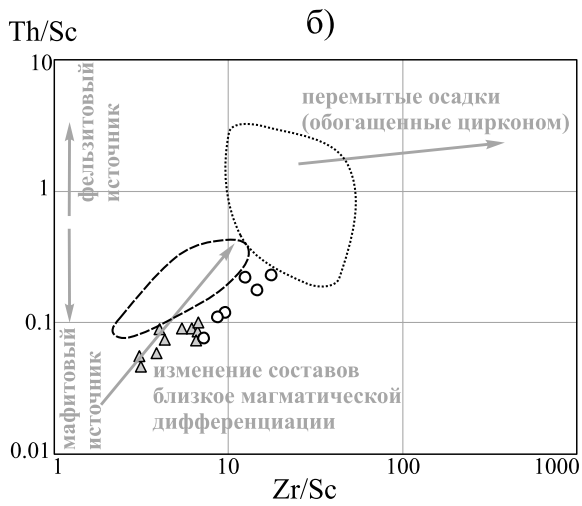 б)
Th/Sc
10
1
0.1
0.01
фельзитовый
источник
мафитовый
источник
перемытые осадки
(обогащенные цирконом)
изменение составов
близкое магматической
дифференциации
1
10
100
1000
Zr/Sc